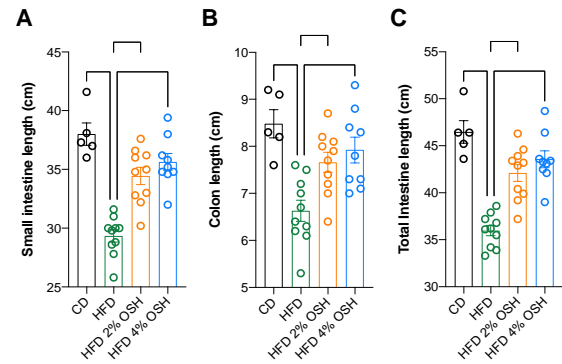 A
B
C
Small intestine length (cm)
45
40
35
30
25
CD
HFD
HFD 2% OSH
HFD 4% OSH
Colon length (cm)
10
9
8
7
6
5
CD
HFD
HFD 2% OSH
HFD 4% OSH
Total Intestine length (cm)
55
50
45
40
35
30
CD
HFD
HFD 2% OSH
HFD 4% OSH